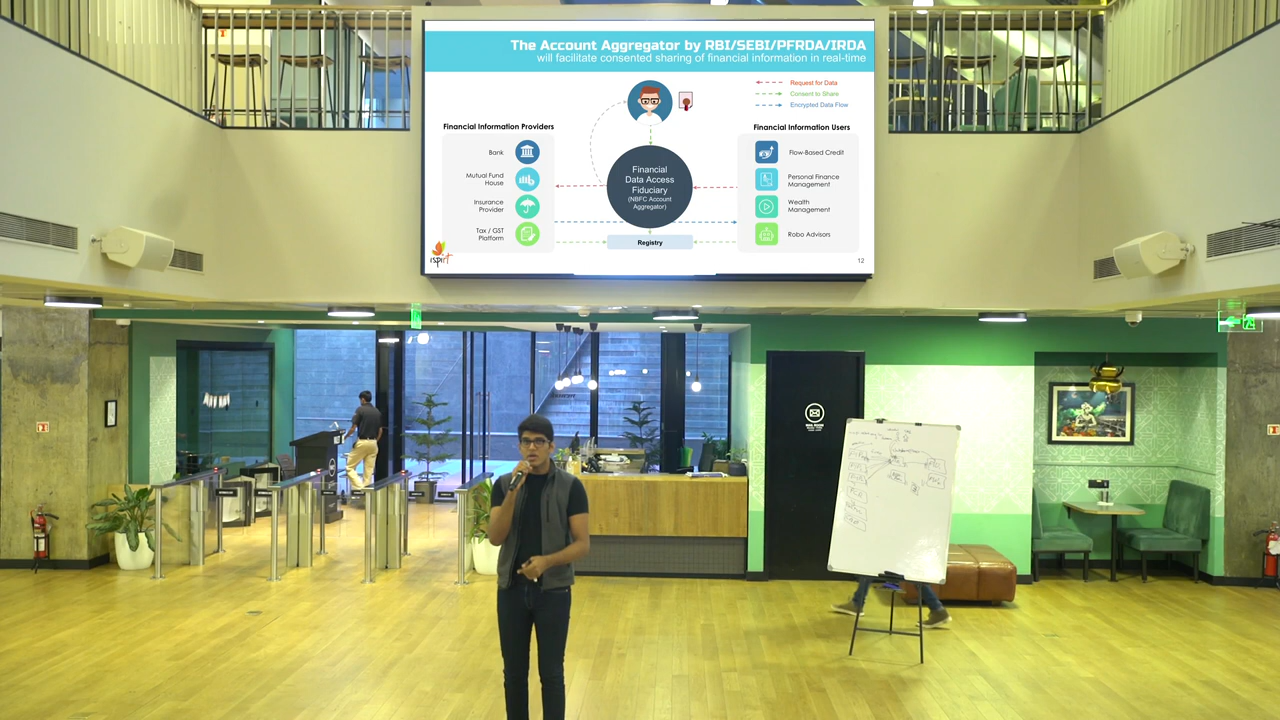 The Account Aggregator by RBI/SEBI/PFRDA/IRDA
will facilitate consented sharing of financial information in real-time
Request for Data
Consent to Share
Encrypted Data Flow
Financial Information Providers
Bank
Mutual Fund
House
Insurance
Provider
Tax / GST
Platform
Financial
Data Access
Fiduciary
(NBFC Account
Aggregator)
Registry
Financial Information Users
Flow-Based Credit
Personal Finance
Management
Wealth
Management
Robo Advisors
ispirt
12